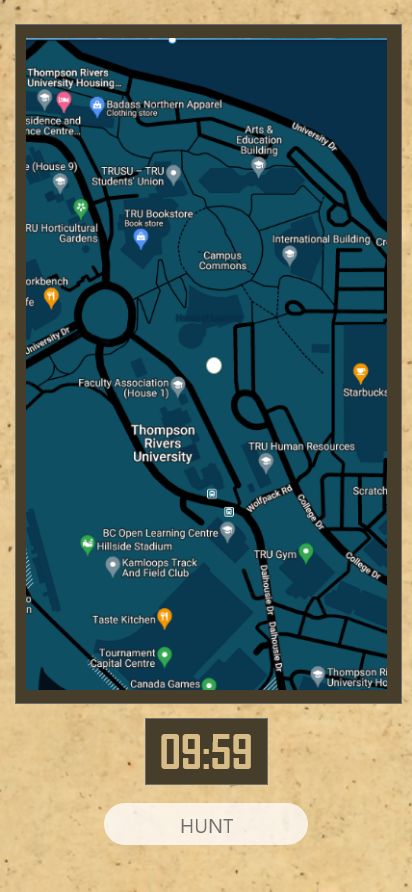 Thompson Rivers
University Housing...
Badass Northern Apparel
Clothing store
sidence and
nce Centre...
Arts &
Education
Building
University Dr
e (House 9)
TRUSU – TRU
Students' Union
TRU Bookstore
Book store
RU Horticultural
Gardens
International Building
Cr
Campus
Commons
orkbench
fe
University Dr
Faculty Association
(House 1)
Starbucks
Thompson
Rivers
University
TRU Human Resources
Wolfpack Rd
College Dr
Scratch
BC Open Learning Centre
Hillside Stadium
TRU Gym
College Dr
Kamloops Track
And Field Club
Dalhousie Dr
o
n
Taste Kitchen
Dalhousie Dr
Tournament
Capital Centre
Thompson Ri
University Ho
Canada Games
09:59
HUNT